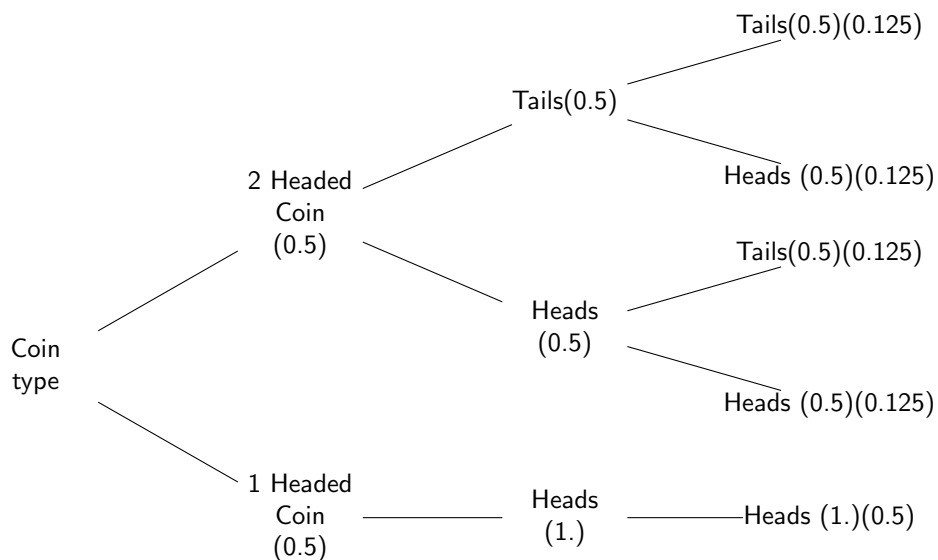 Coin
type
2 Headed
Coin
(0.5)
1 Headed
Coin
(0.5)
Tails(0.5)
Heads
(0.5)
Heads
(1.)
Tails(0.5)(0.125)
Heads (0.5)(0.125)
Tails(0.5)(0.125)
Heads (0.5)(0.125)
Heads (1.)(0.5)